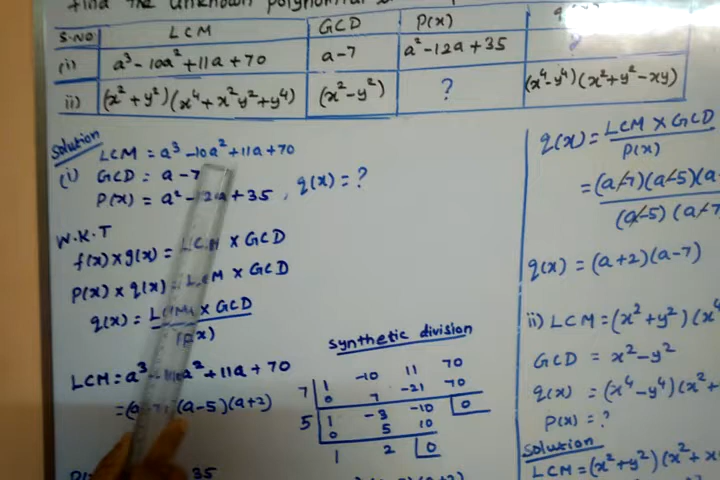 find the unknown polynomial
S.NO LCM GCD P(x)
(i) a³ - 10a² + 11a + 70 a - 7 a² - 12a + 35 ?
ii) (x² + y²)(x⁴ + x²y² + y⁴) (x² - y²) ? (x⁴ - y⁴)(x² + y² - xy)
Solution
LCM = a³ - 10a² + 11a + 70
(i) GCD = a - 7
P(x) = a² - 12a + 35, q(x) = ?
W.K.T
f(x) x g(x) = LCM X GCD
P(x) x q(x) = LCM X GCD
q(x) = LCM X GCD
P(x)
LCM = a³ - 10a² + 11a + 70
= (a-7)(a-5)(a+2)
35
synthetic division
7 1 -10 11 70
0 7 -21 70
5 1 -3 -10 0
0 5 10
1 2 0
q(x) = LCM X GCD
P(x)
= (a-7)(a-5)(a
(a-5)(a-7
q(x) = (a+2)(a-7)
ii) LCM = (x² + y²)(x⁴
GCD = x² - y²
q(x) = (x⁴ - y⁴)(x² +
P(x) = ?
solution
LCM = (x² + y²)(x² + x